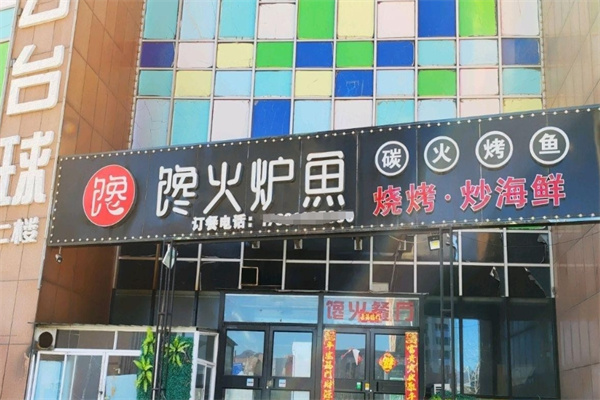 台球
二楼
馋
馋火炉魚
碳火烤鱼
烧烤·炒海鲜
订餐电话:
馋火餐厅